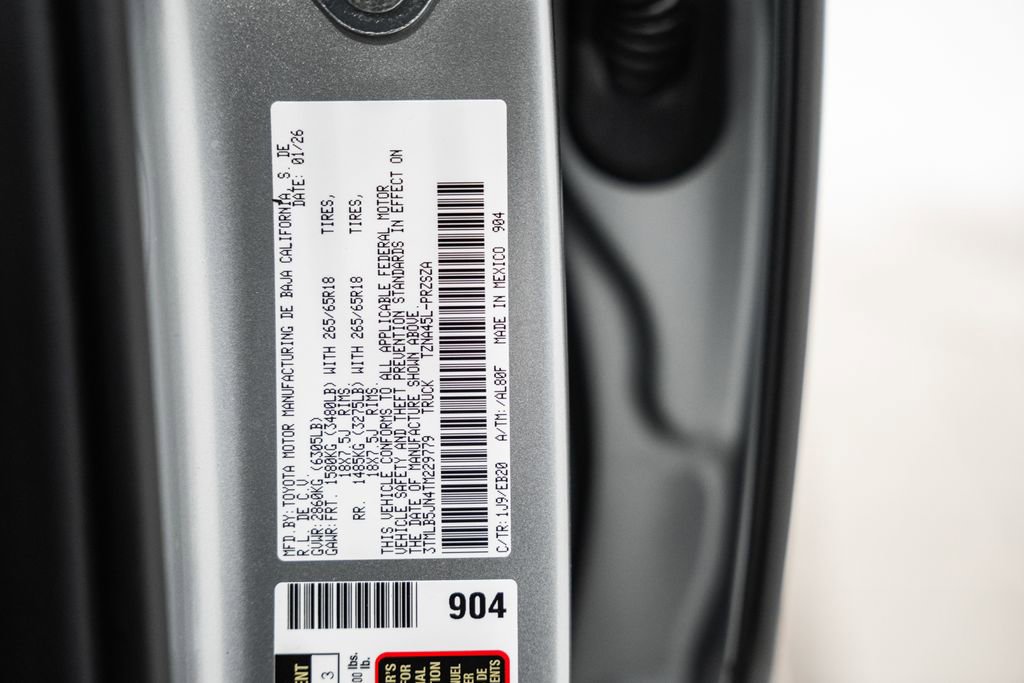 MFD.BY:TOYOTA MOTOR MANUFACTURING DE BAJA CALIFORNIA, S. DE
R.L. DE C.V. DATE: 01/26
GVWR:2860KG (6305LB)
GAWR:FRT. 1580KG (3480LB) WITH 265/65R18 TIRES,
18X7.5J RIMS.
RR. 1485KG (3275LB) WITH 265/65R18 TIRES,
18X7.5J RIMS.
THIS VEHICLE CONFORMS TO ALL APPLICABLE FEDERAL MOTOR
VEHICLE SAFETY AND THEFT PREVENTION STANDARDS IN EFFECT ON
THE DATE OF MANUFACTURE SHOWN ABOVE.
3TMLB5JN4TM229779 TRUCK TZNA45L-PRZSZA
C/TR:1J9/EB20 A/TM:/AL80F MADE IN MEXICO 904
904
3
lbs.
lb.